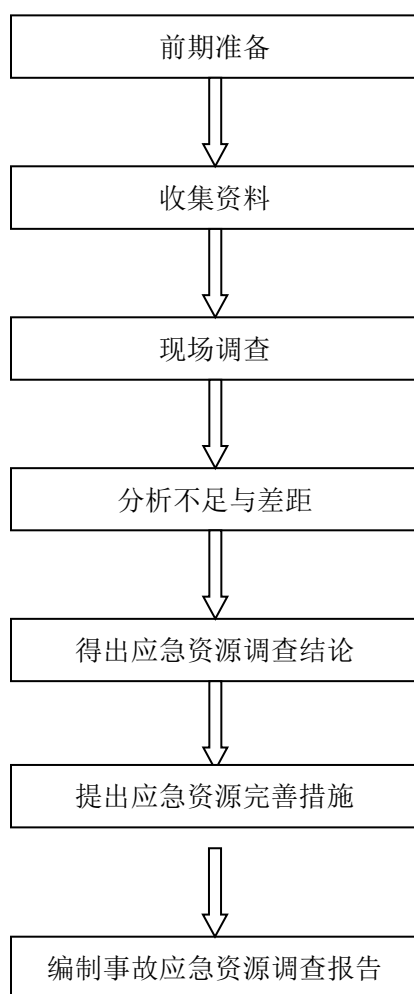 前期准备
收集资料
现场调查
分析不足与差距
得出应急资源调查结论
提出应急资源完善措施
编制事故应急资源调查报告